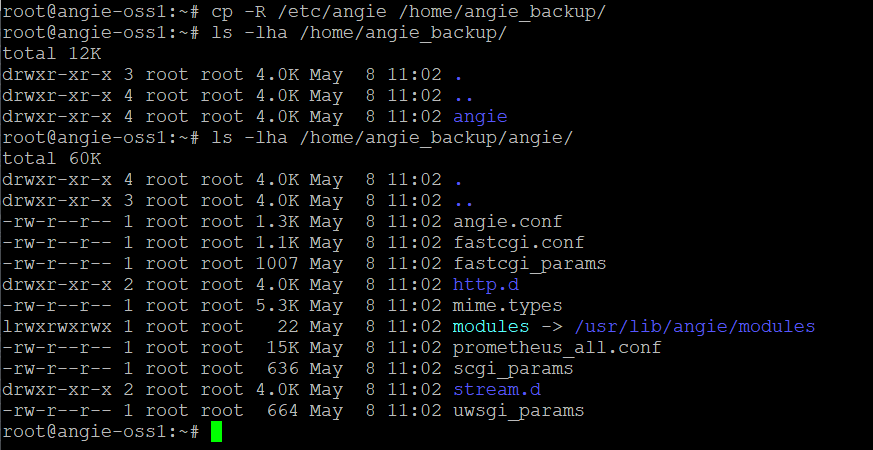 root@angie-oss1:~# cp -R /etc/angie /home/angie_backup/
root@angie-oss1:~# ls -lha /home/angie_backup/
total 12K
drwxr-xr-x 3 root root 4.0K May  8 11:02 .
drwxr-xr-x 4 root root 4.0K May  8 11:02 ..
drwxr-xr-x 4 root root 4.0K May  8 11:02 angie
root@angie-oss1:~# ls -lha /home/angie_backup/angie/
total 60K
drwxr-xr-x 4 root root 4.0K May  8 11:02 .
drwxr-xr-x 3 root root 4.0K May  8 11:02 ..
-rw-r--r-- 1 root root 1.3K May  8 11:02 angie.conf
-rw-r--r-- 1 root root 1.1K May  8 11:02 fastcgi.conf
-rw-r--r-- 1 root root 1007 May  8 11:02 fastcgi_params
drwxr-xr-x 2 root root 4.0K May  8 11:02 http.d
-rw-r--r-- 1 root root 5.3K May  8 11:02 mime.types
lrwxrwxrwx 1 root root   22 May  8 11:02 modules -> /usr/lib/angie/modules
-rw-r--r-- 1 root root  15K May  8 11:02 prometheus_all.conf
-rw-r--r-- 1 root root  636 May  8 11:02 scgi_params
drwxr-xr-x 2 root root 4.0K May  8 11:02 stream.d
-rw-r--r-- 1 root root  664 May  8 11:02 uwsgi_params
root@angie-oss1:~#